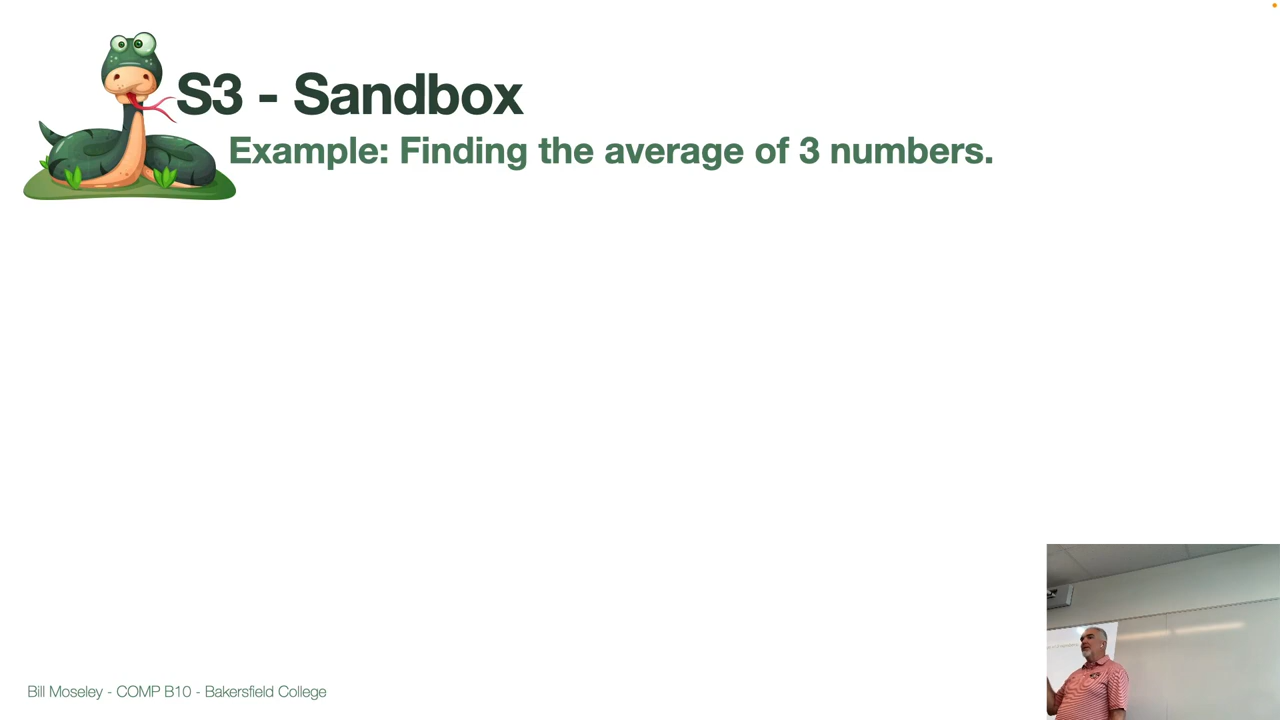 S3 - Sandbox
Example: Finding the average of 3 numbers.
Bill Moseley - COMP B10 - Bakersfield College